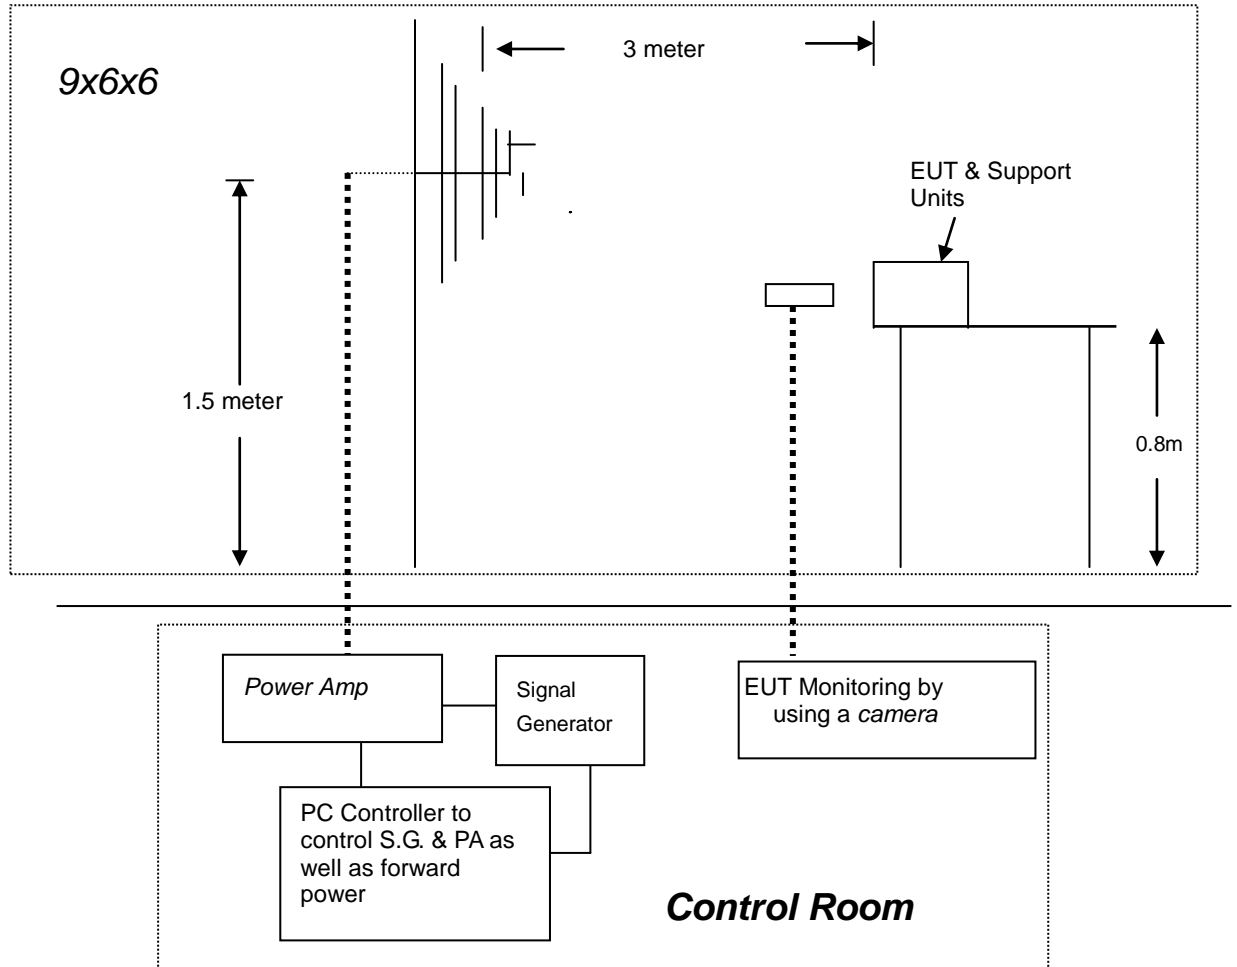 3 meter
9x6x6
EUT & Support
Units
1.5 meter
0.8m
Power Amp
Signal
Generator
EUT Monitoring by
using a camera
PC Controller to
control S.G. & PA as
well as forward
power
Control Room